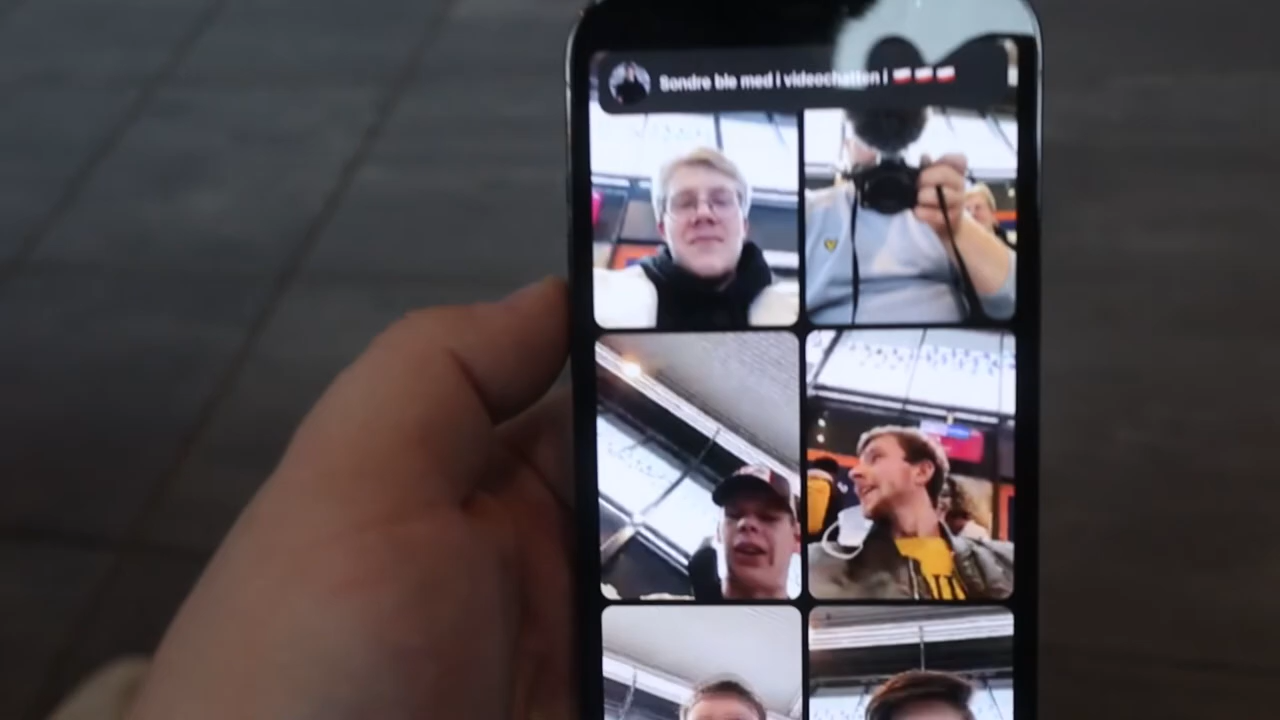 Sondre ble med i videochatten i 🇵🇱 🇵🇱 🇵🇱